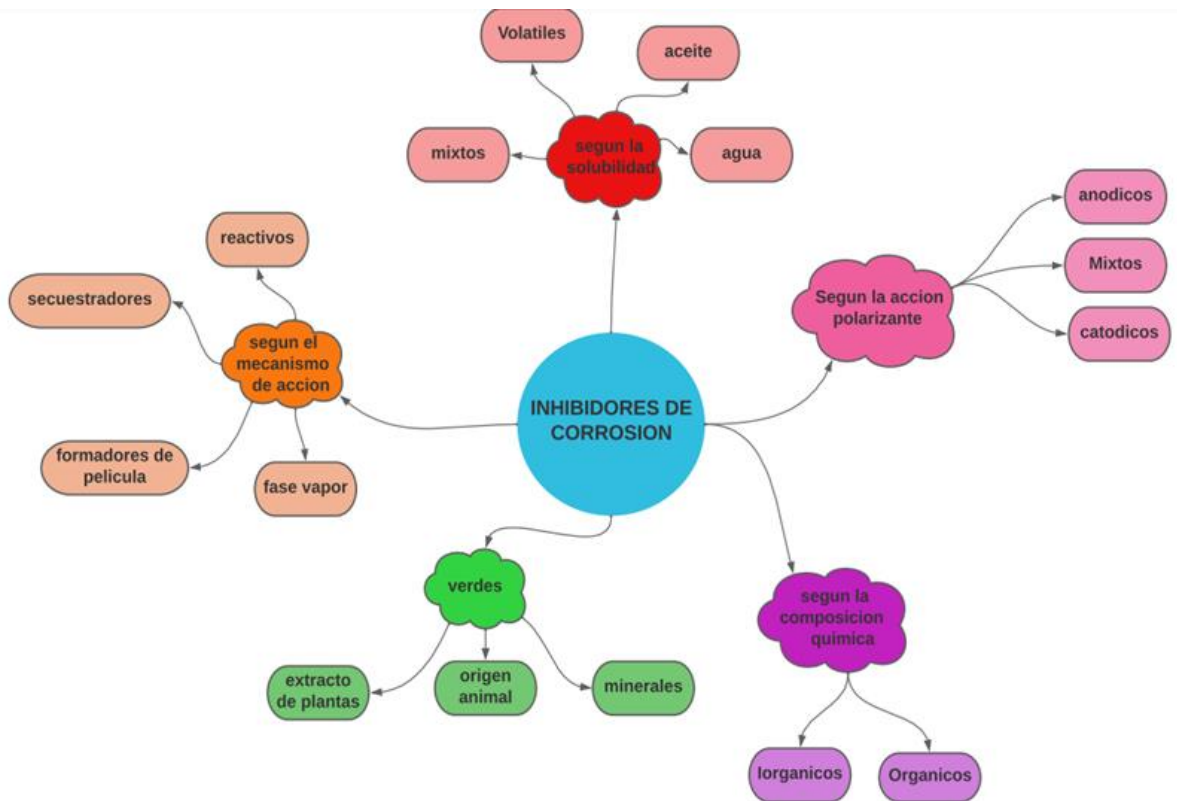 INHIBIDORES DE
CORROSION
segun la
solubilidad
Volatiles
aceite
mixtos
agua
Segun la accion
polarizante
anodicos
Mixtos
catodicos
segun el
mecanismo
de accion
reactivos
secuestradores
formadores de
pelicula
fase vapor
verdes
extracto
de plantas
origen
animal
minerales
segun la
composicion
quimica
Iorganicos
Organicos